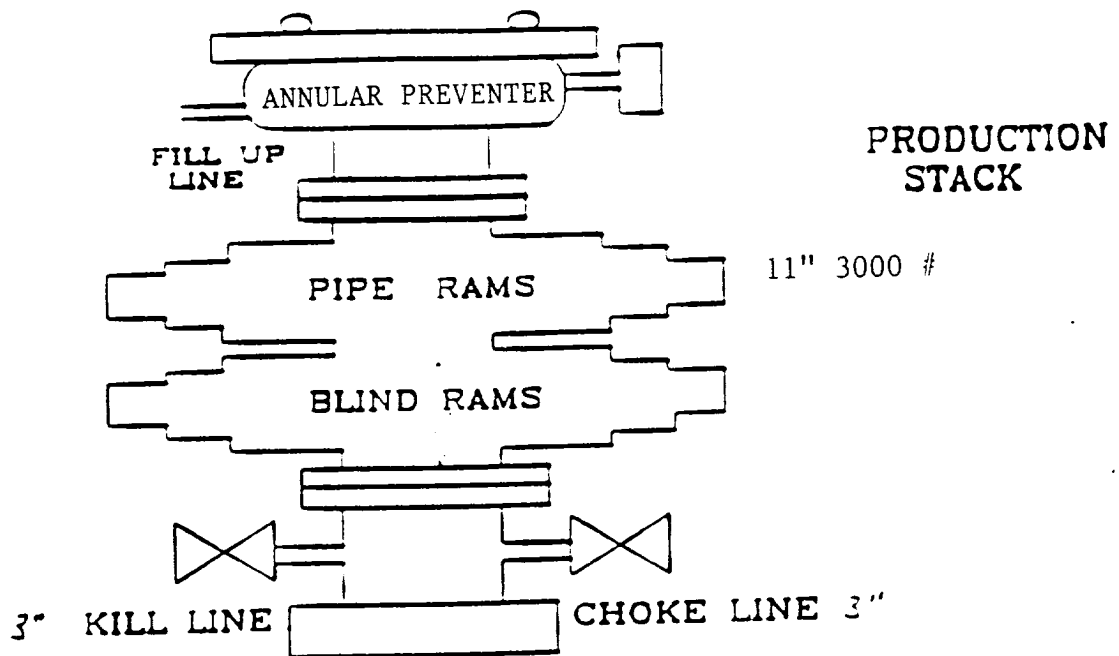 ANNULAR PREVENTER
FILL UP
LINE
PRODUCTION
STACK
PIPE RAMS
11" 3000 #
BLIND RAMS
3" KILL LINE
CHOKE LINE 3"